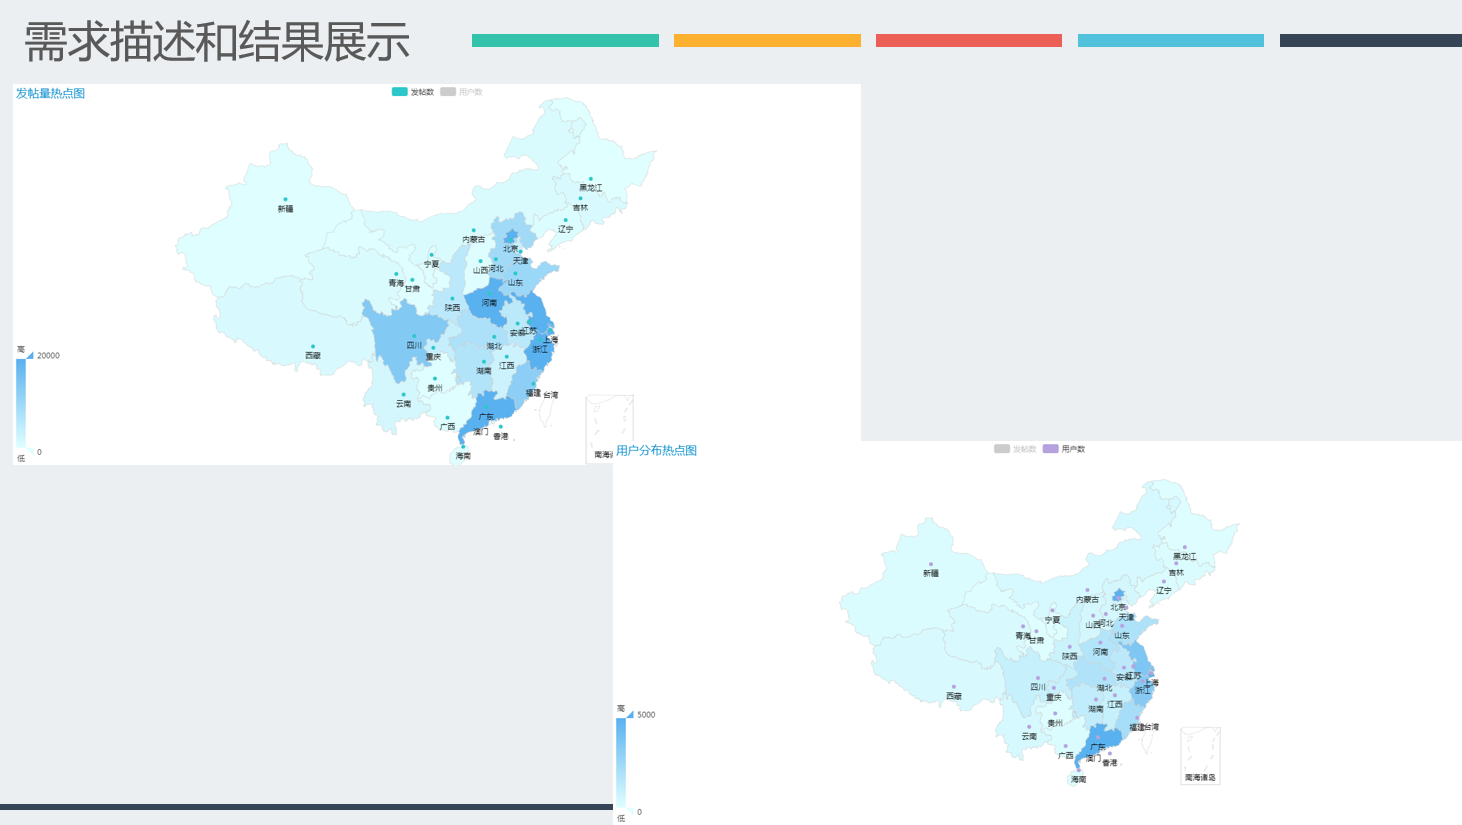 需求描述和结果展示
发帖量热点图
发帖数 用户数
黑龙江
吉林
新疆
辽宁
内蒙古
北京
天津
宁夏
山西
河北
青海
甘肃
山东
陕西
河南
安徽
江苏
上海
四川
湖北
浙江
重庆
西藏
江西
湖南
贵州
福建
台湾
云南
广东
广西
澳门
香港
海南
高
20000
0
低
用户分布热点图
发帖数 用户数
黑龙江
吉林
新疆
辽宁
内蒙古
北京
天津
宁夏
山西
河北
青海
甘肃
山东
陕西
河南
安徽
江苏
上海
四川
湖北
浙江
重庆
西藏
江西
湖南
贵州
福建
台湾
云南
广东
广西
澳门
香港
海南
南海诸岛
高
5000
0
低